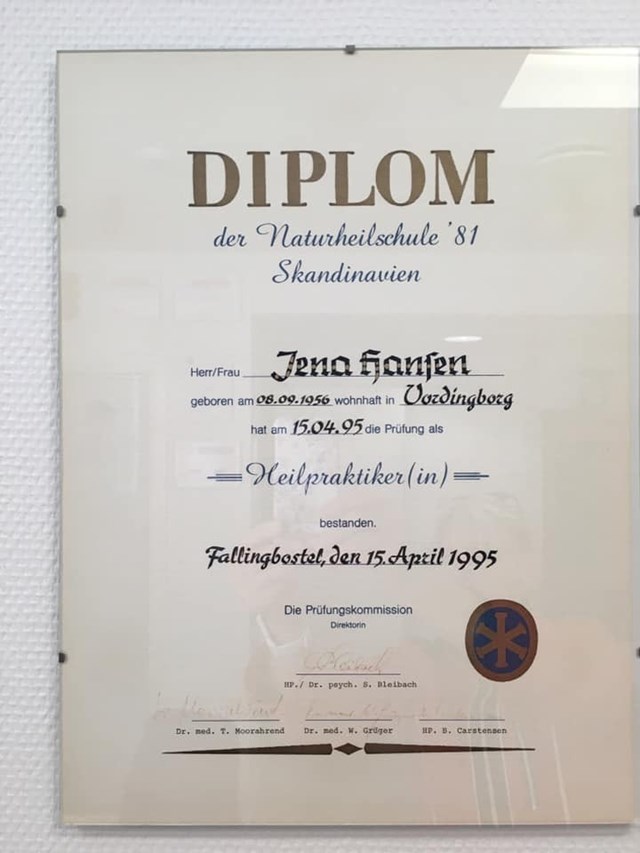 DIPLOM
der Naturheilschule '81
Skandinavien
Herr/Frau Jena Hansen
geboren am 08.09.1956 wohnhaft in Vordingborg
hat am 15.04.95 die Prüfung als
Heilpraktiker(in)
bestanden.
Fallingbostel, den 15. April 1995
Die Prüfungskommission
Direktorin
HP./ Dr. psych. S. Bleibach
Dr. med. T. Moorahrend Dr. med. W. Grüger HP. B. Carstensen